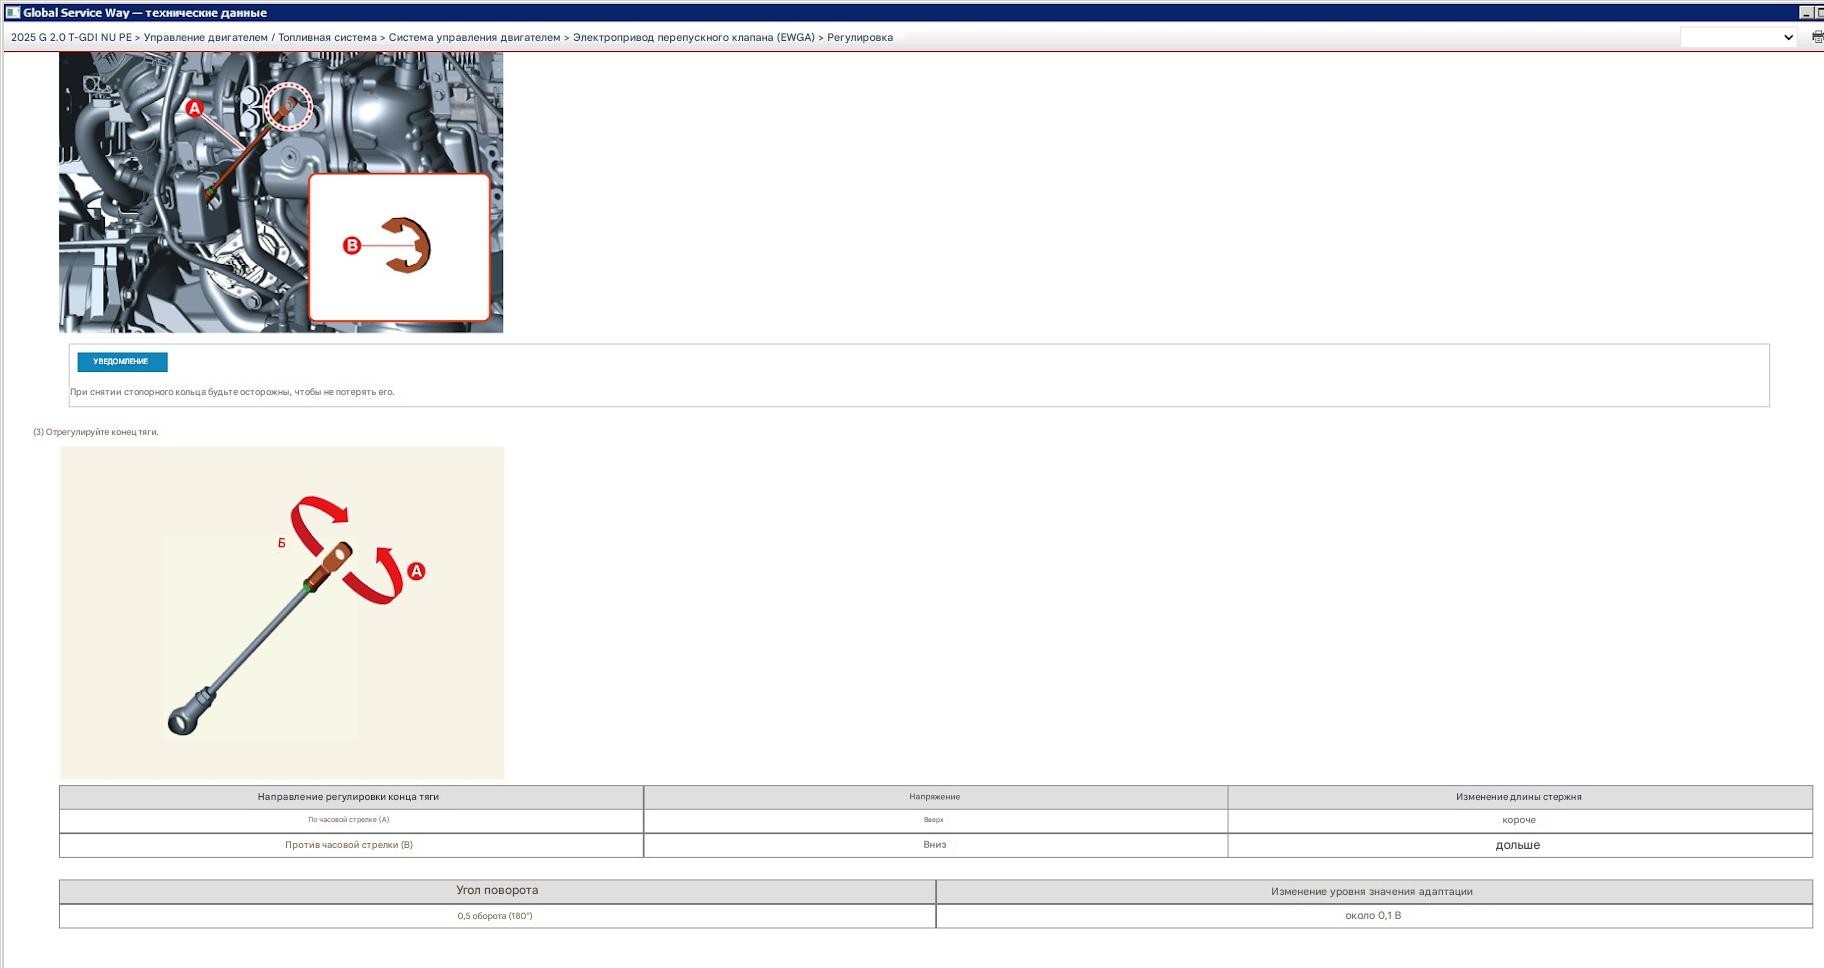 Global Service Way — технические данные
2025 G 2.0 T-GDI NU PE > Управление двигателем / Топливная система > Система управления двигателем > Электропривод перепускного клапана (EWGA) > Регулировка
A
B
УВЕДОМЛЕНИЕ
При снятии стопорного кольца будьте осторожны, чтобы не потерять его.
(3) Отрегулируйте конец тяги.
Б
A
Направление регулировки конца тяги Напряжение Изменение длины стержня
По часовой стрелке (A) Вверх короче
Против часовой стрелки (B) Вниз дольше
Угол поворота Изменение уровня значения адаптации
0,5 оборота (180°) около 0,1 В